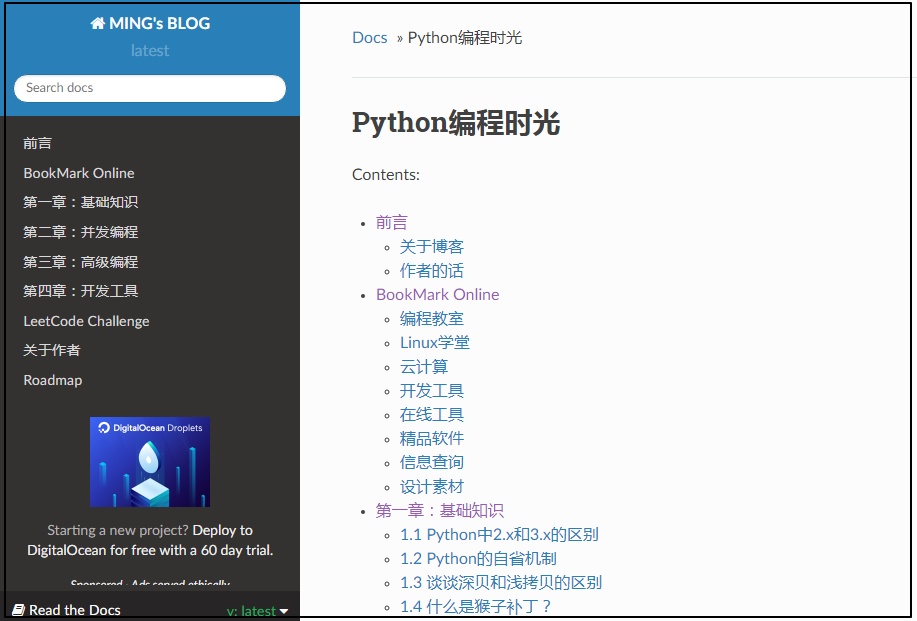 MING's BLOG
latest
Search docs
前言
BookMark Online
第一章：基础知识
第二章：并发编程
第三章：高级编程
第四章：开发工具
LeetCode Challenge
关于作者
Roadmap
DigitalOcean Droplets
Starting a new project? Deploy to
DigitalOcean for free with a 60 day trial.
Sponsored · Ads served ethically
Read the Docs
v: latest
Docs » Python编程时光
Python编程时光
Contents:
前言
关于博客
作者的话
BookMark Online
编程教室
Linux学堂
云计算
开发工具
在线工具
精品软件
信息查询
设计素材
第一章：基础知识
1.1 Python中2.x和3.x的区别
1.2 Python的自省机制
1.3 谈谈深贝和浅拷贝的区别
1.4 什么是猴子补丁？